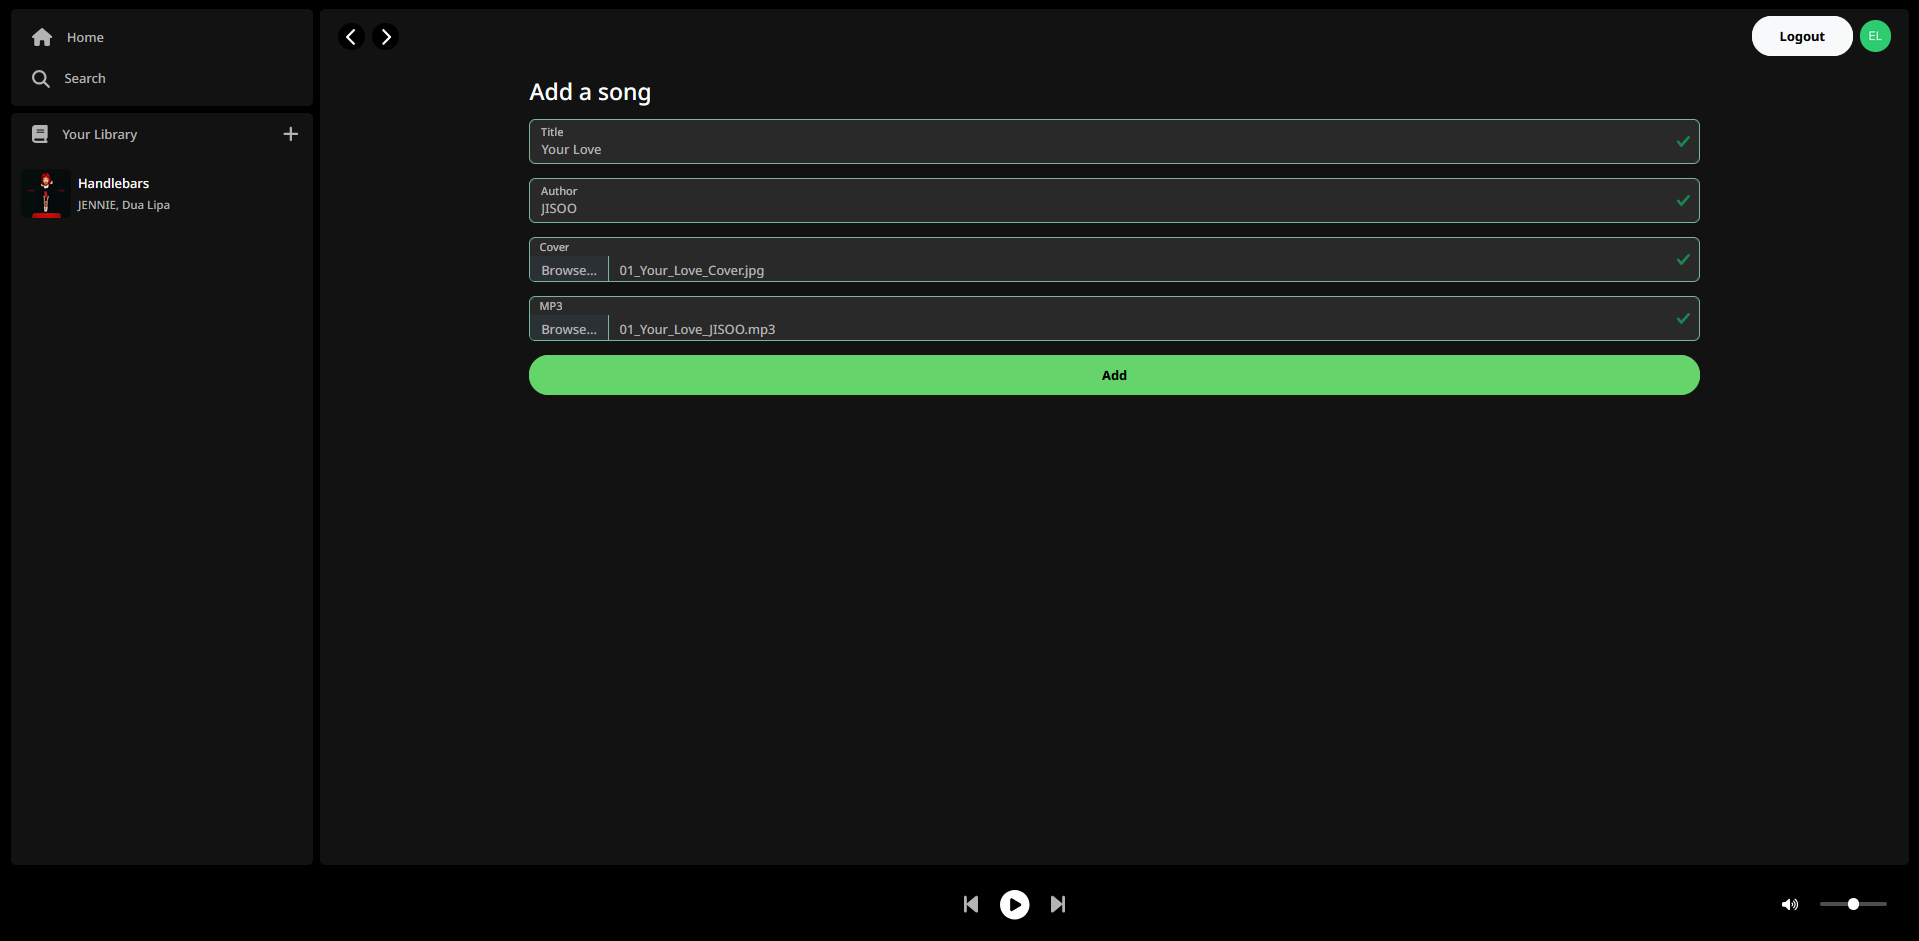 Home
Search
Your Library
Handlebars
JENNIE, Dua Lipa
Logout
EL
Add a song
Title
Your Love
Author
JISOO
Cover
Browse... 01_Your_Love_Cover.jpg
MP3
Browse... 01_Your_Love_JISOO.mp3
Add